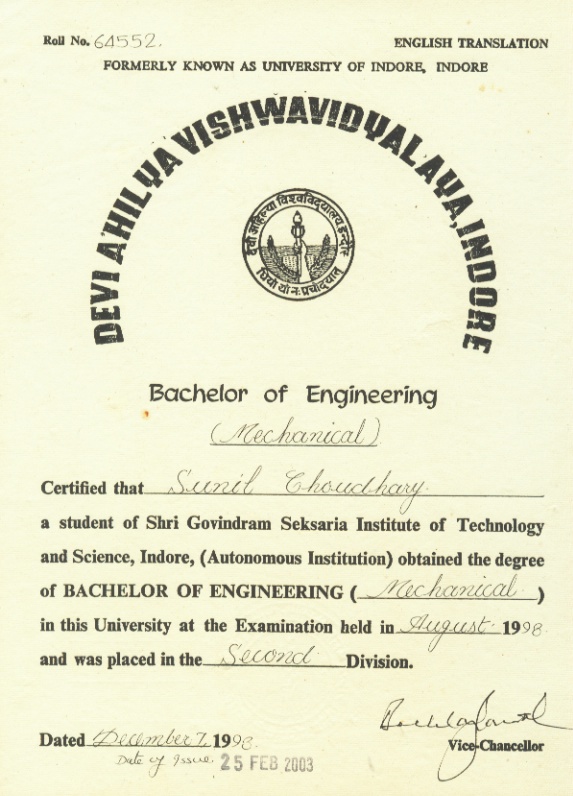 Roll No. 64552.
ENGLISH TRANSLATION
FORMERLY KNOWN AS UNIVERSITY OF INDORE, INDORE
DEVI AHILYA VISHWAVIDYALAYA, INDORE
देवी अहिल्या विश्वविद्यालय इन्दौर
धियो यो नः प्रचोदयात्
Bachelor of Engineering
(Mechanical)
Certified that Sunil Choudhary.
a student of Shri Govindram Seksaria Institute of Technology
and Science, Indore, (Autonomous Institution) obtained the degree
of BACHELOR OF ENGINEERING ( Mechanical. )
in this University at the Examination held in August. 1998.
and was placed in the Second. Division.
Dated December 7, 1998.
Vice-Chancellor
Date of Issue. 25 FEB 2003